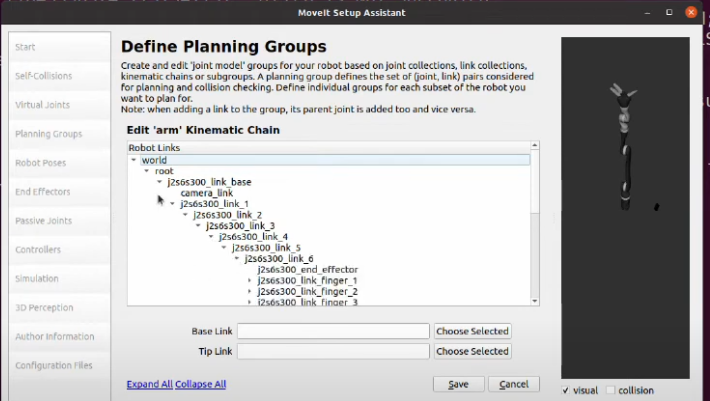 MoveIt Setup Assistant
Start
Self-Collisions
Virtual Joints
Planning Groups
Robot Poses
End Effectors
Passive Joints
Controllers
Simulation
3D Perception
Author Information
Configuration Files
Define Planning Groups
Create and edit 'joint model' groups for your robot based on joint collections, link collections,
kinematic chains or subgroups. A planning group defines the set of (joint, link) pairs considered
for planning and collision checking. Define individual groups for each subset of the robot you
want to plan for.
Note: when adding a link to the group, its parent joint is added too and vice versa.
Edit 'arm' Kinematic Chain
Robot Links
world
root
j2s6s300_link_base
camera_link
j2s6s300_link_1
j2s6s300_link_2
j2s6s300_link_3
j2s6s300_link_4
j2s6s300_link_5
j2s6s300_link_6
j2s6s300_end_effector
j2s6s300_link_finger_1
j2s6s300_link_finger_2
j2s6s300_link_finger_3
Base Link
Choose Selected
Tip Link
Choose Selected
Expand All Collapse All
Save
Cancel
visual
collision